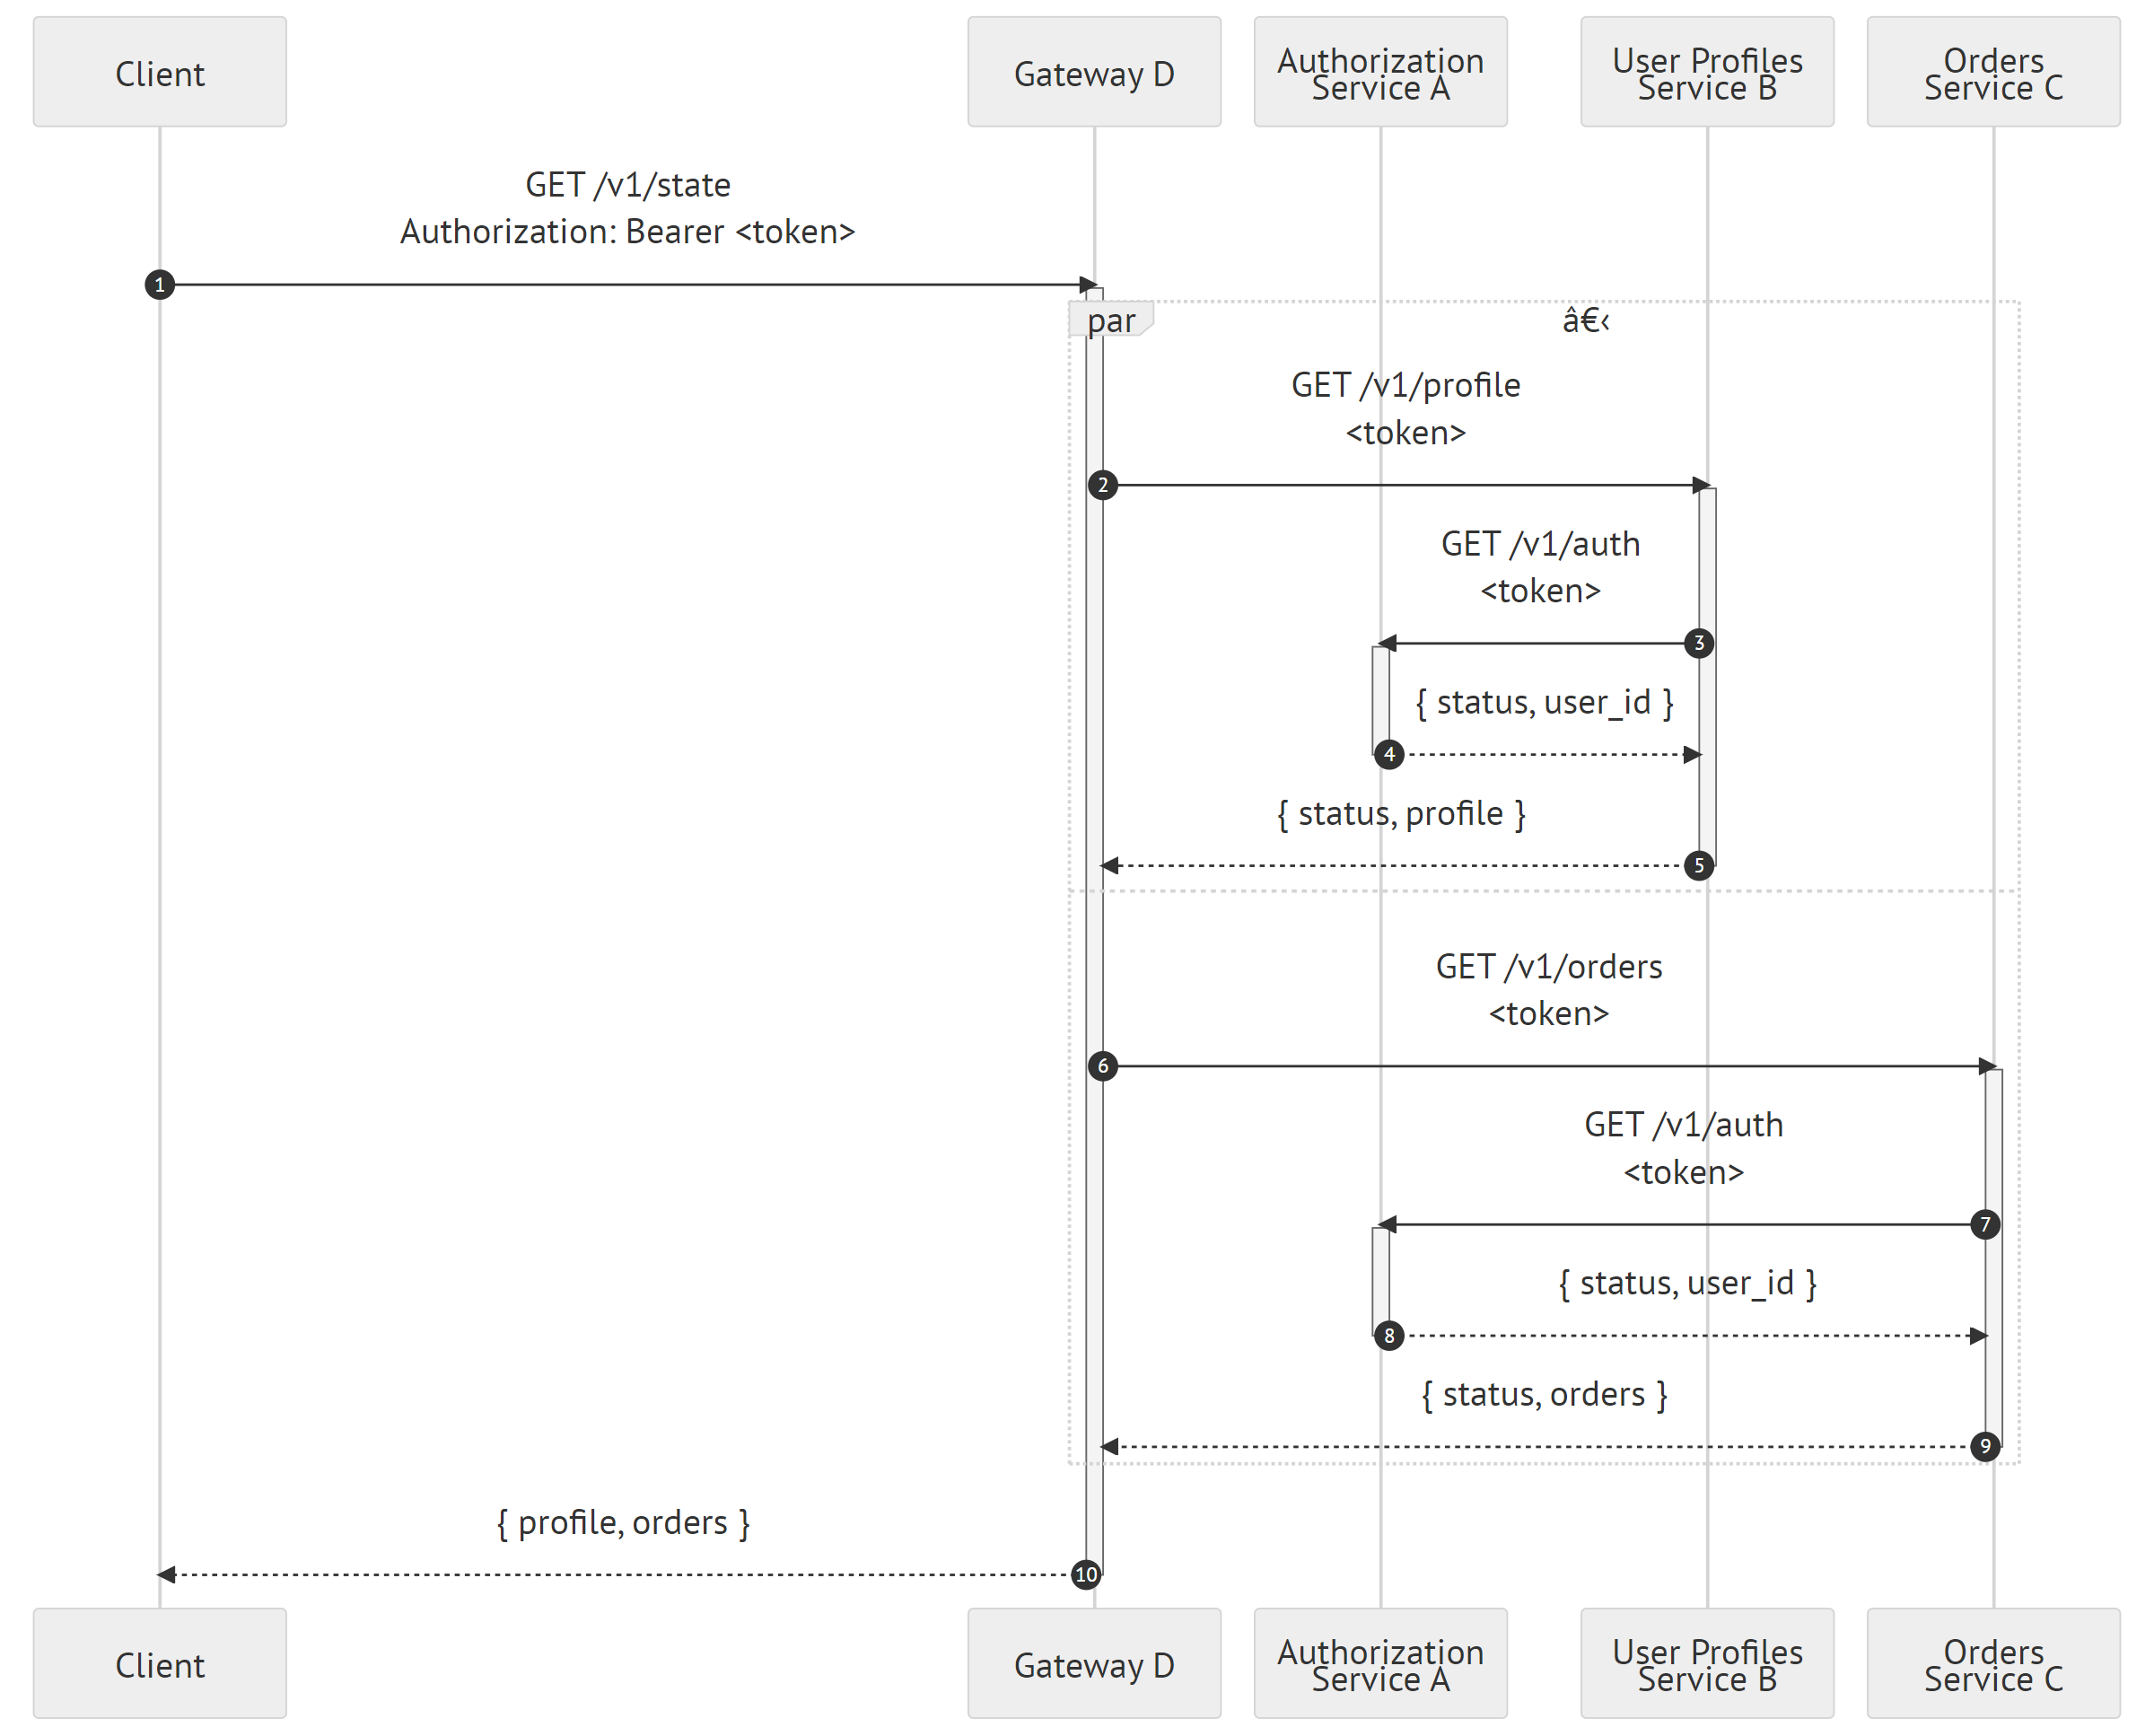 Client
Gateway D
Authorization
Service A
User Profiles
Service B
Orders
Service C
GET /v1/state
Authorization: Bearer <token>
1
par
â€‹
GET /v1/profile
<token>
2
GET /v1/auth
<token>
3
{ status, user_id }
4
{ status, profile }
5
GET /v1/orders
<token>
6
GET /v1/auth
<token>
7
{ status, user_id }
8
{ status, orders }
9
{ profile, orders }
10
Client
Gateway D
Authorization
Service A
User Profiles
Service B
Orders
Service C